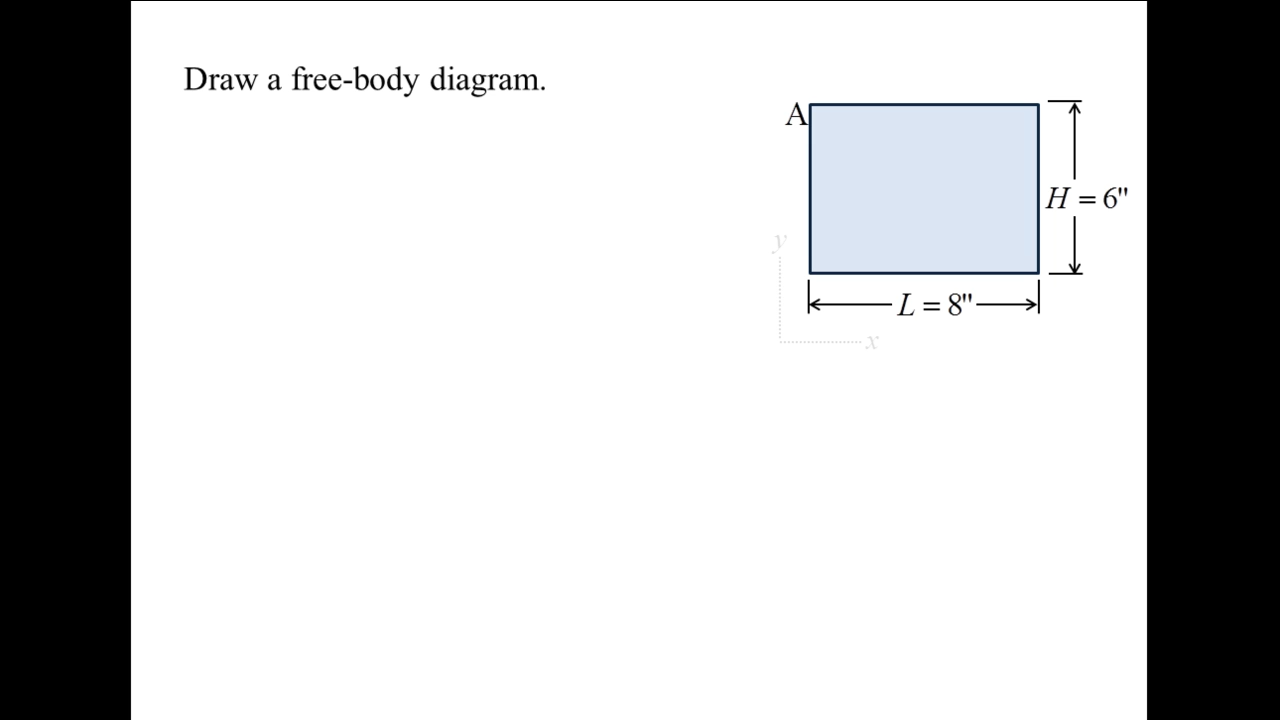 Draw a free-body diagram.
A
H = 6"
y
L = 8"
x